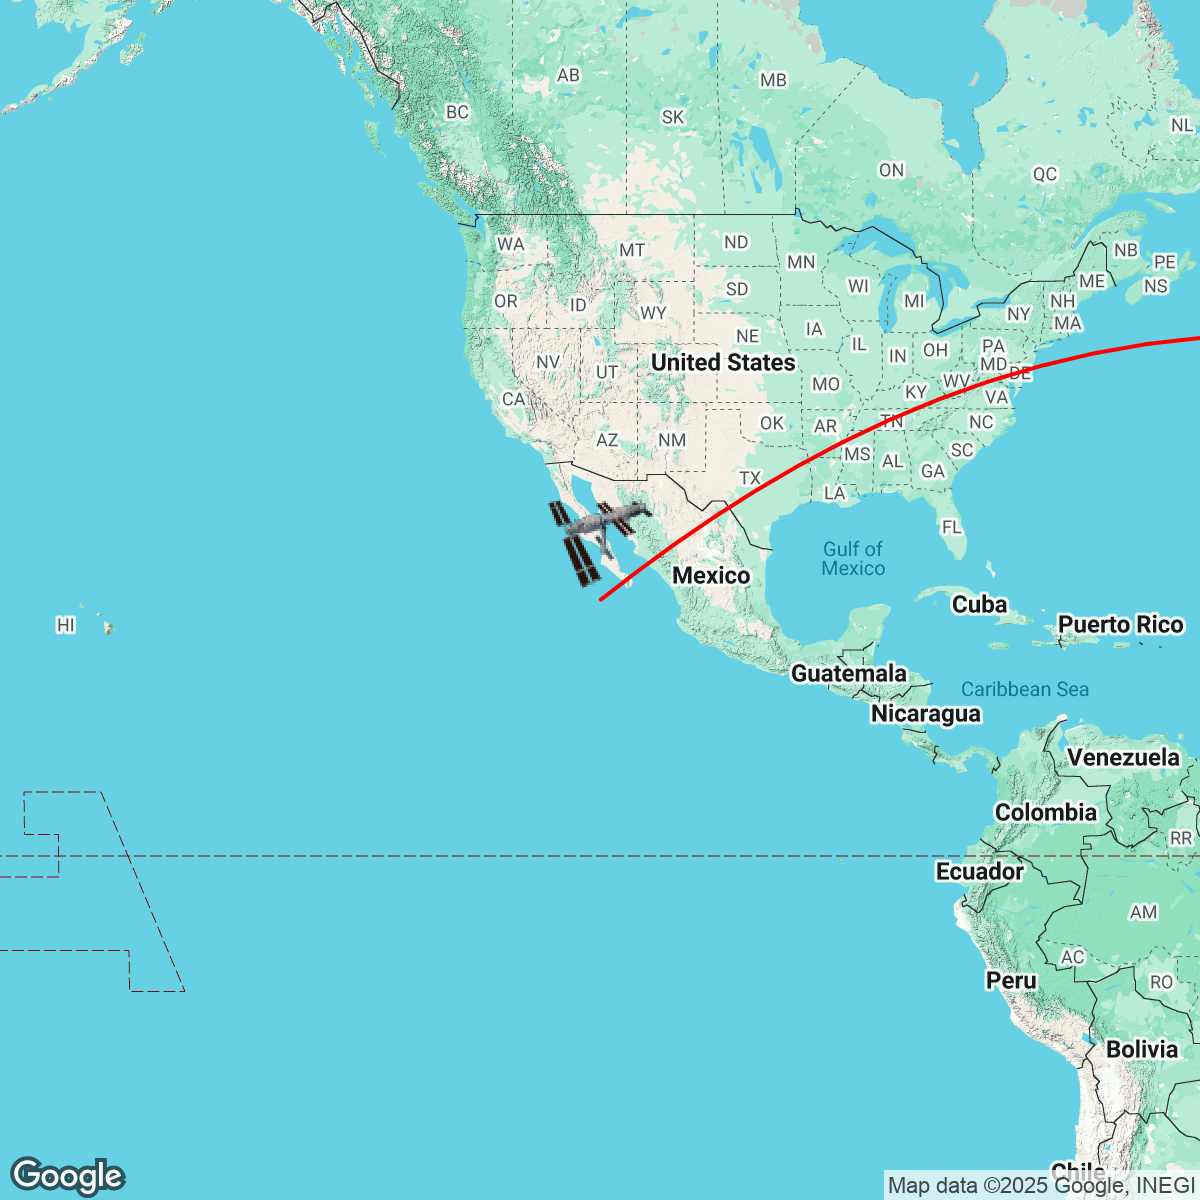 AB
MB
BC
SK
NL
ON
QC
WA
MT
ND
MN
NB
PE
OR
ID
SD
WI
MI
ME
NS
WY
NY
NH
MA
NE
IA
IL
IN
OH
PA
NV
UT
United States
MO
KY
WV
MD
DE
CA
VA
AZ
NM
OK
AR
TN
NC
MS
AL
GA
SC
TX
LA
FL
Gulf of
Mexico
Mexico
Cuba
HI
Puerto Rico
Guatemala
Caribbean Sea
Nicaragua
Venezuela
Colombia
RR
Ecuador
AM
AC
Peru
RO
Bolivia
Chile
Google
Map data ©2025 Google, INEGI